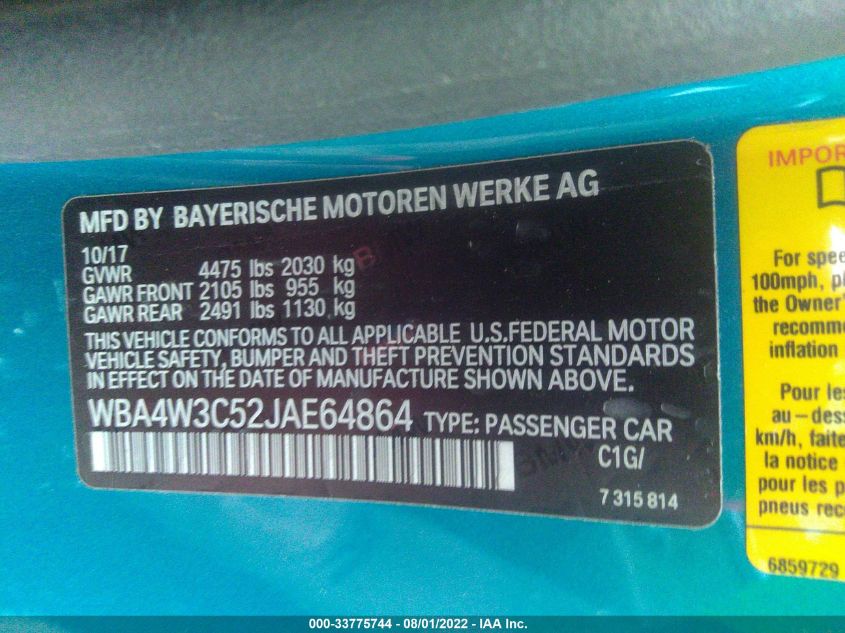 MFD BY BAYERISCHE MOTOREN WERKE AG
10/17
GVWR 4475 lbs 2030 kg
GAWR FRONT 2105 lbs 955 kg
GAWR REAR 2491 lbs 1130 kg
THIS VEHICLE CONFORMS TO ALL APPLICABLE U.S.FEDERAL MOTOR
VEHICLE SAFETY, BUMPER AND THEFT PREVENTION STANDARDS
IN EFFECT ON THE DATE OF MANUFACTURE SHOWN ABOVE.
WBA4W3C52JAE64864 TYPE: PASSENGER CAR
C1G/
7 315 814
IMPOR
For spee
100mph, pl
the Owner'
recomme
inflation
Pour les
au-dess
km/h, faite
la notice
pour les p
pneus rec
6859729
000-33775744 - 08/01/2022 - IAA Inc.